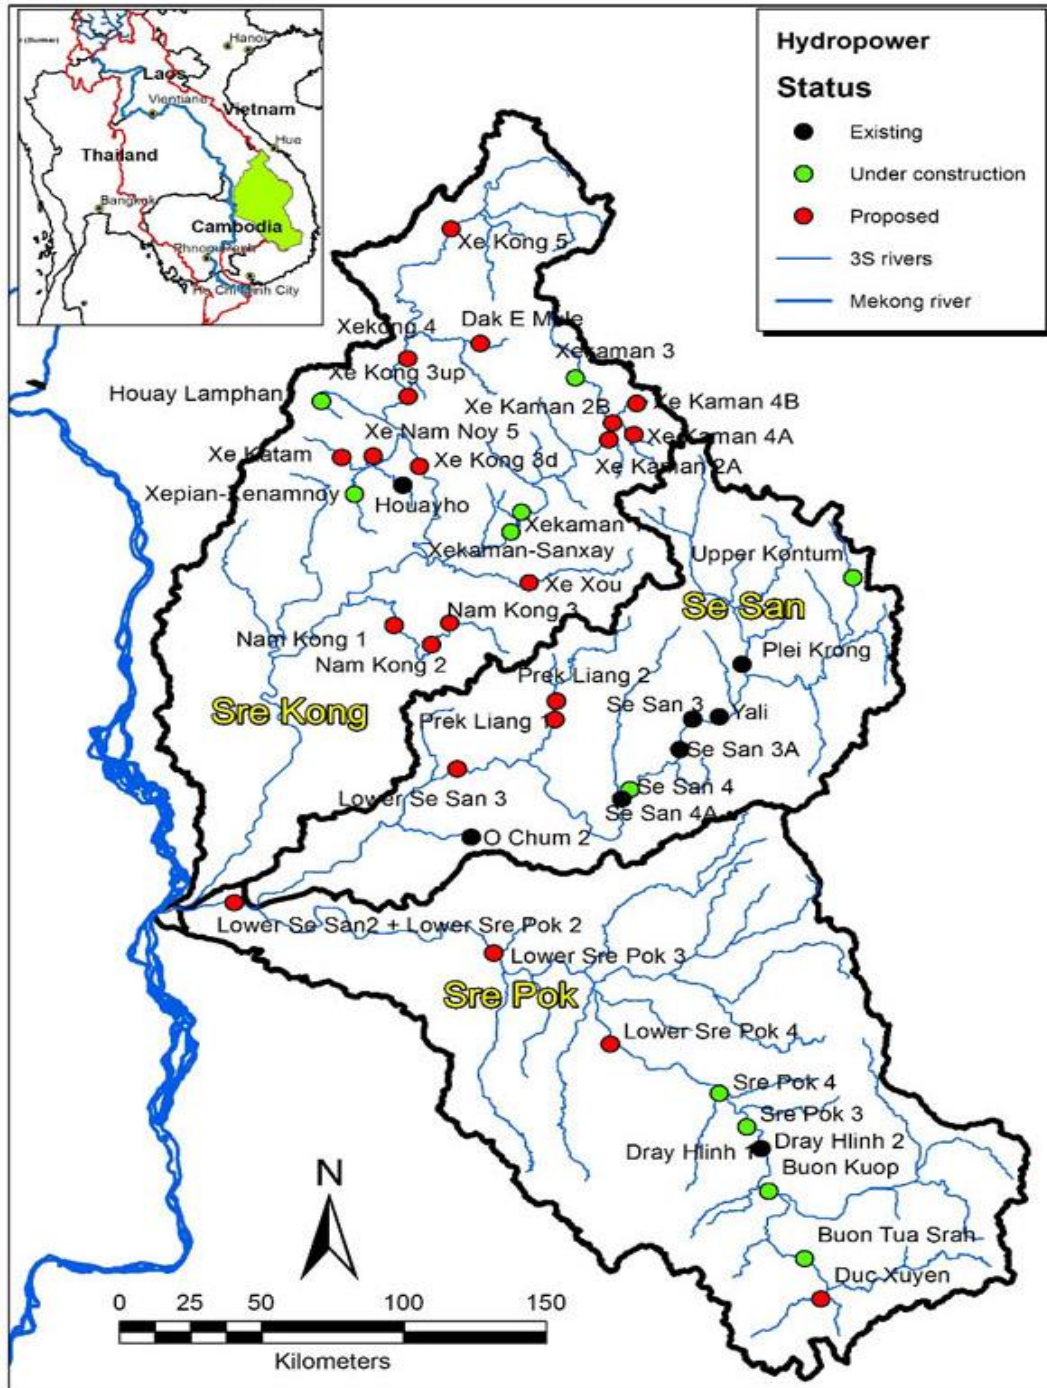 (Burma)
Hanoi
Laos
Vientiane
Vietnam
Hue
Thailand
Bangkok
Cambodia
Phnom Penh
Ho Chi Minh City
Hydropower
Status
Existing
Under construction
Proposed
3S rivers
Mekong river
Xe Kong 5
Xekong 4
Dak E Mule
Xekaman 3
Xe Kong 3up
Houay Lamphan
Xe Kaman 2B
Xe Kaman 4B
Xe Nam Noy 5
Xe Kaman 4A
Xe Katam
Xe Kong 3d
Xe Kaman 2A
Xepian-Xenamnoy
Houayho
Xekaman 1
Xekaman-Sanxay
Upper Kontum
Xe Xou
Se San
Nam Kong 3
Nam Kong 1
Nam Kong 2
Plei Krong
Prek Liang 2
Sre Kong
Se San 3
Yali
Prek Liang 1
Se San 3A
Se San 4
Lower Se San 3
Se San 4A
O Chum 2
Lower Se San2 + Lower Sre Pok 2
Lower Sre Pok 3
Sre Pok
Lower Sre Pok 4
Sre Pok 4
Sre Pok 3
Dray Hlinh 1
Dray Hlinh 2
Buon Kuop
N
Buon Tua Srah
Duc Xuyen
0 25 50 100 150
Kilometers